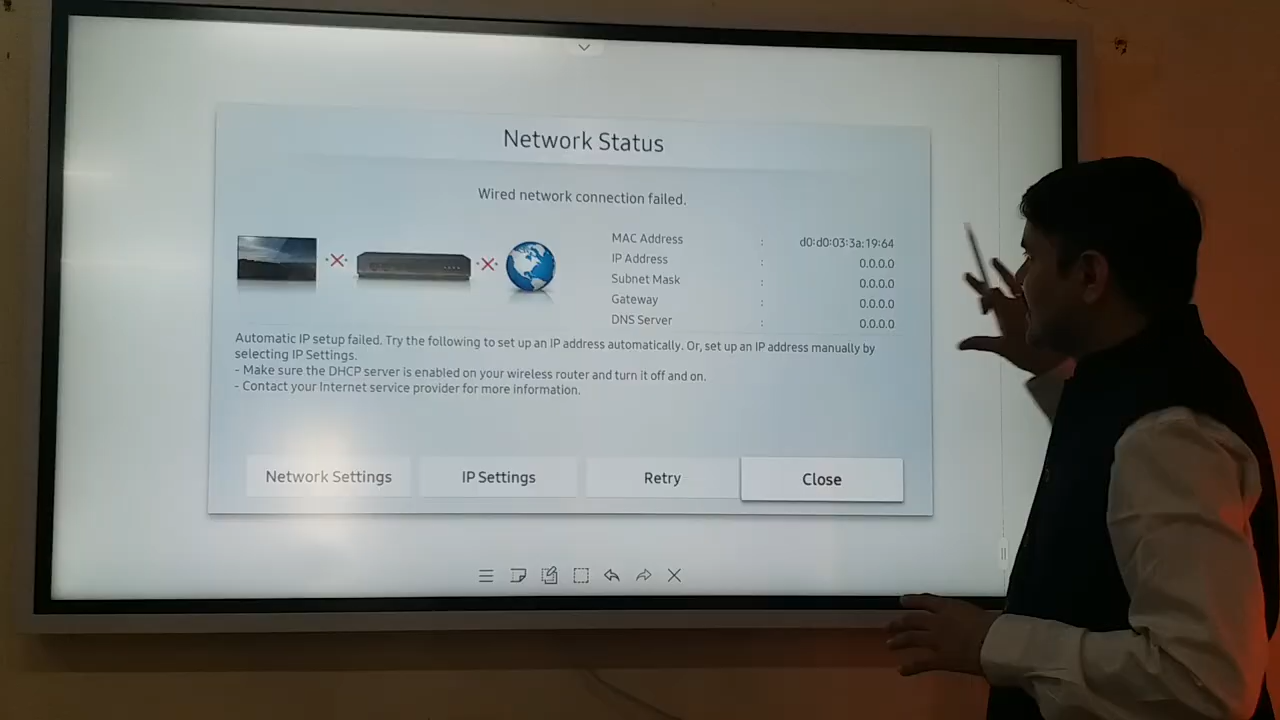 Network Status
Wired network connection failed.
MAC Address : d0:d0:03:3a:19:64
IP Address : 0.0.0.0
Subnet Mask : 0.0.0.0
Gateway : 0.0.0.0
DNS Server : 0.0.0.0
Automatic IP setup failed. Try the following to set up an IP address automatically. Or, set up an IP address manually by
selecting IP Settings.
- Make sure the DHCP server is enabled on your wireless router and turn it off and on.
- Contact your Internet service provider for more information.
Network Settings IP Settings Retry Close